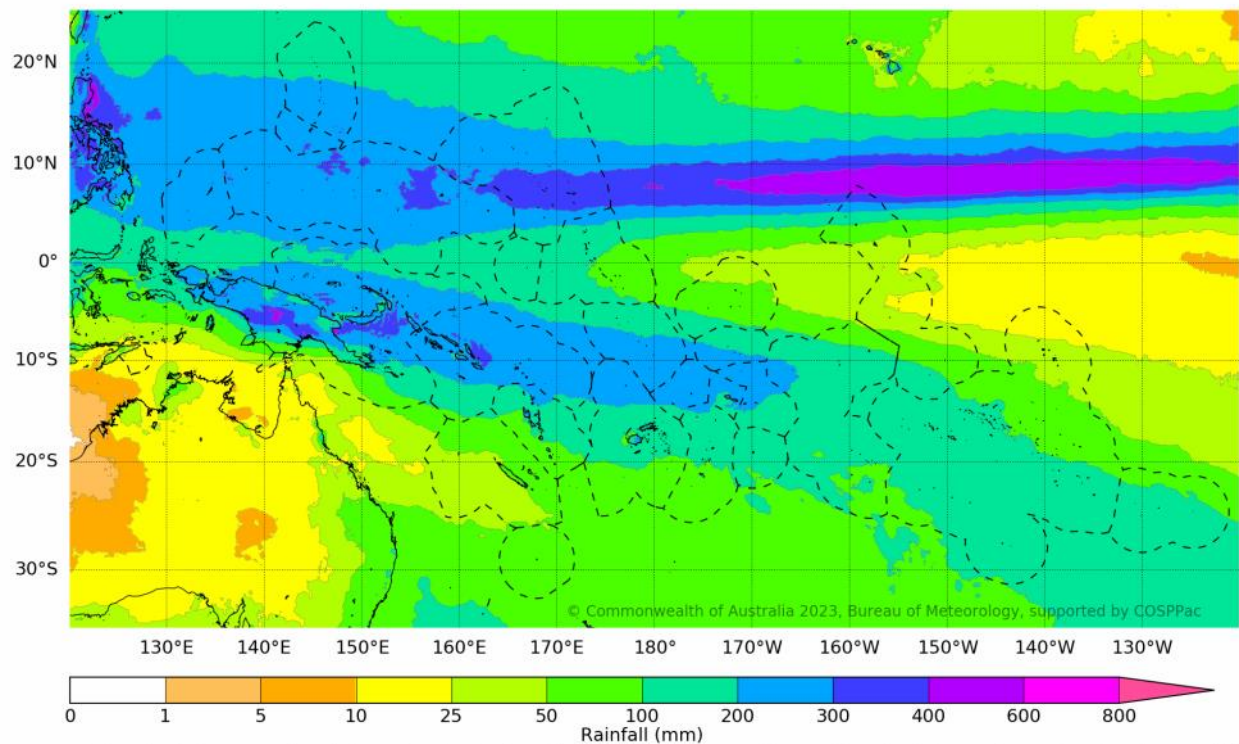 20°N
10°N
0°
10°S
20°S
30°S
© Commonwealth of Australia 2023, Bureau of Meteorology, supported by COSPPac
130°E 140°E 150°E 160°E 170°E 180° 170°W 160°W 150°W 140°W 130°W
0 1 5 10 25 50 100 200 300 400 600 800
Rainfall (mm)